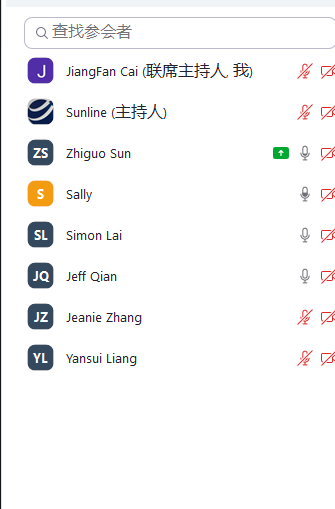 查找参会者
J JiangFan Cai (联席主持人, 我)
Sunline (主持人)
ZS Zhiguo Sun
S Sally
SL Simon Lai
JQ Jeff Qian
JZ Jeanie Zhang
YL Yansui Liang